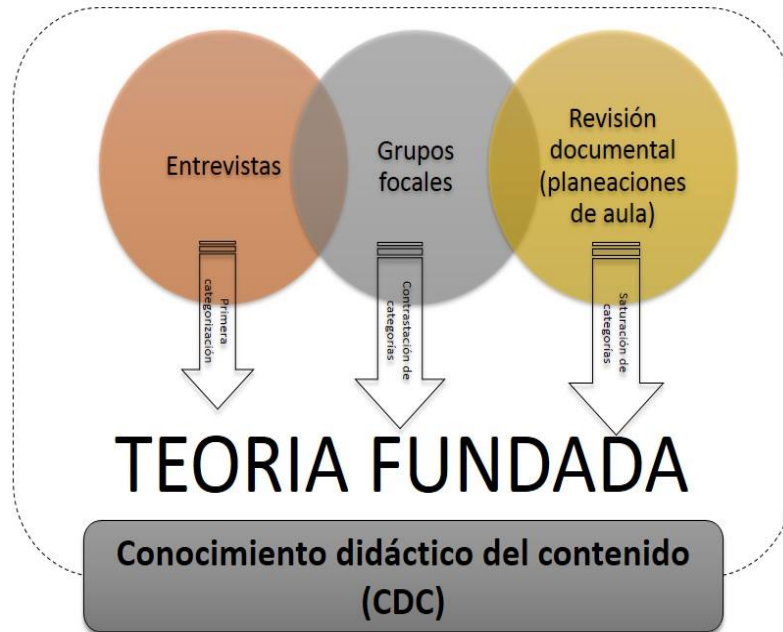 Entrevistas
Grupos
focales
Revisión
documental
(planeaciones
de aula)
Primera
categorización
Contrastación de
categorías
Saturación de
categorías
TEORIA FUNDADA
Conocimiento didáctico del contenido
(CDC)